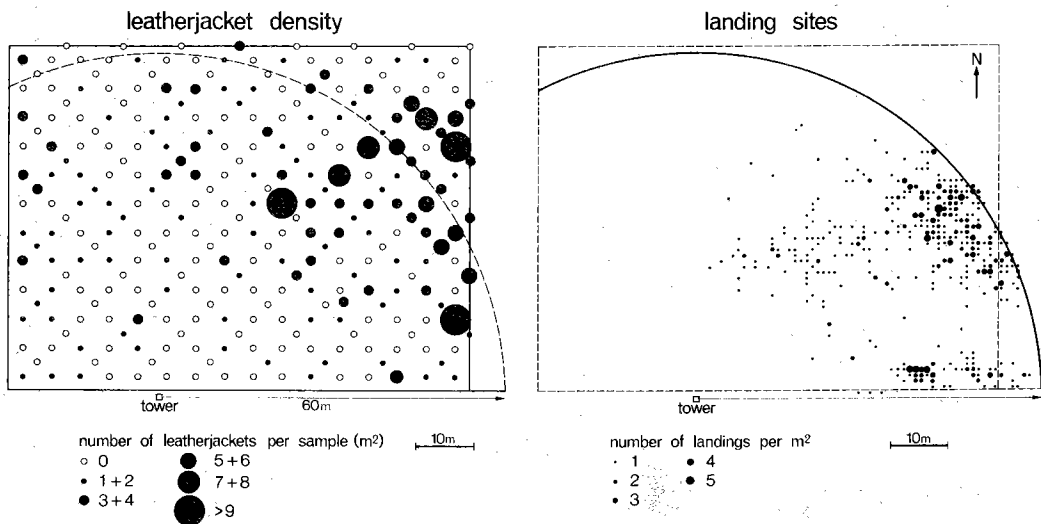 leatherjacket density
landing sites
N
tower
60m
tower
number of leatherjackets per sample (m²)
10m
0
5+6
1+2
7+8
3+4
>9
number of landings per m²
10m
1
4
2
5
3